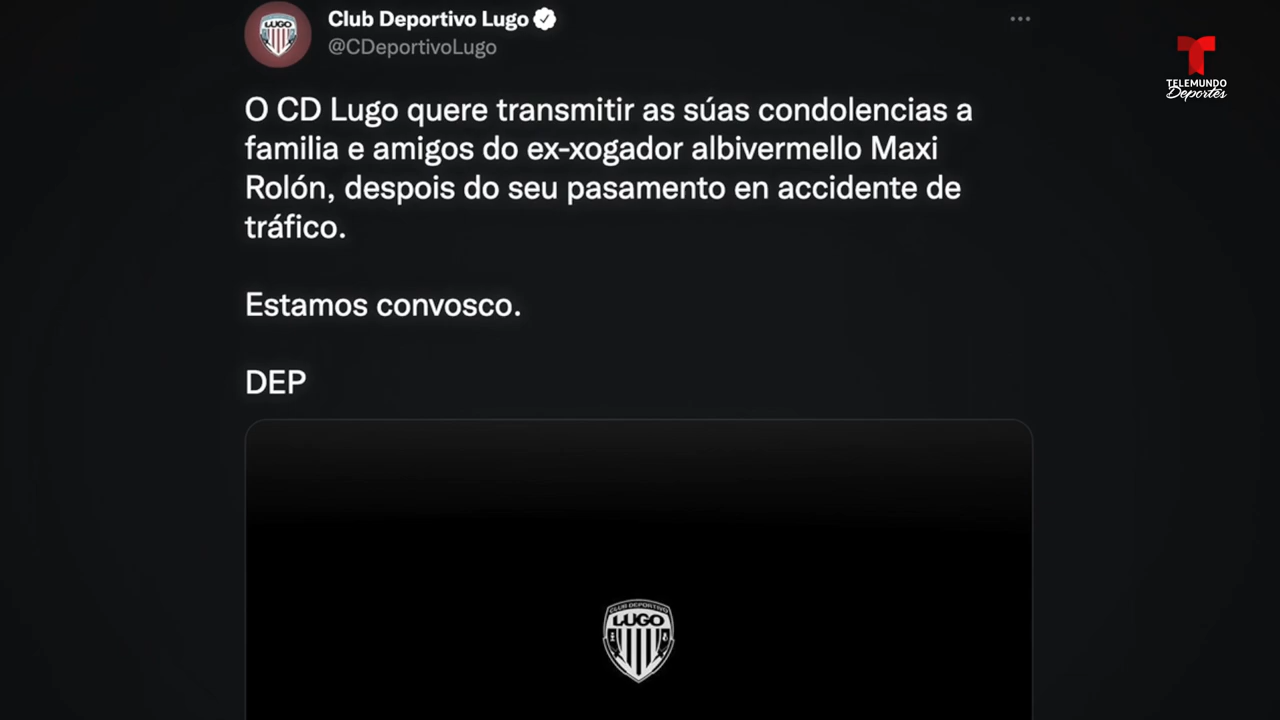 Club Deportivo Lugo
@CDeportivoLugo
TELEMUNDO
Deportes
O CD Lugo quere transmitir as súas condolencias a
familia e amigos do ex-xogador albivermello Maxi
Rolón, despois do seu pasamento en accidente de
tráfico.
Estamos convosco.
DEP
CLUB DEPORTIVO
LUGO